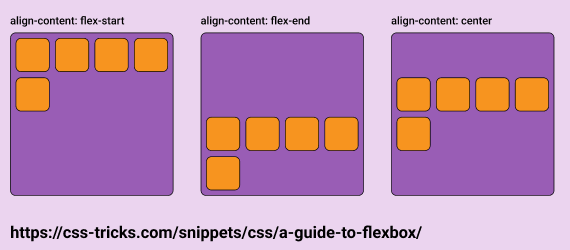 align-content: flex-start
align-content: flex-end
align-content: center
https://css-tricks.com/snippets/css/a-guide-to-flexbox/